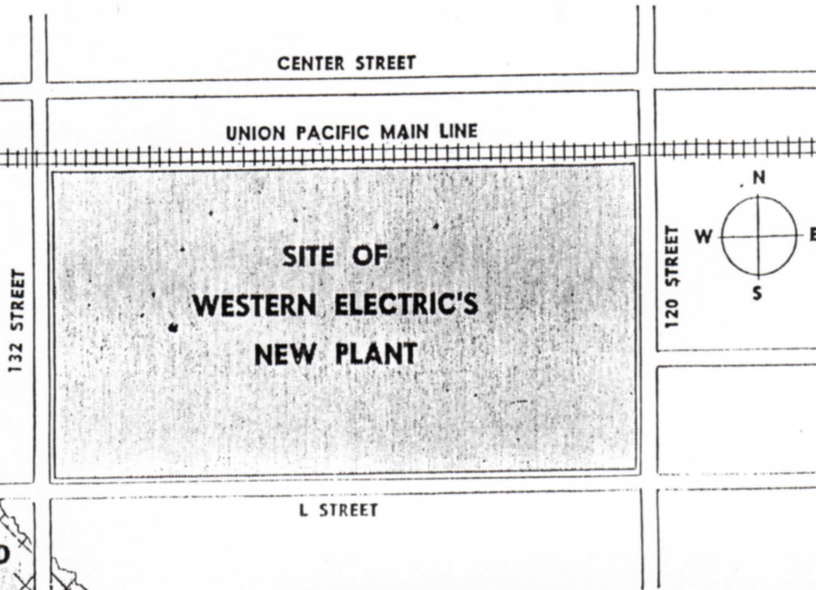 CENTER STREET
UNION PACIFIC MAIN LINE
N
W
E
S
SITE OF
WESTERN ELECTRIC'S
NEW PLANT
132 STREET
120 STREET
L STREET